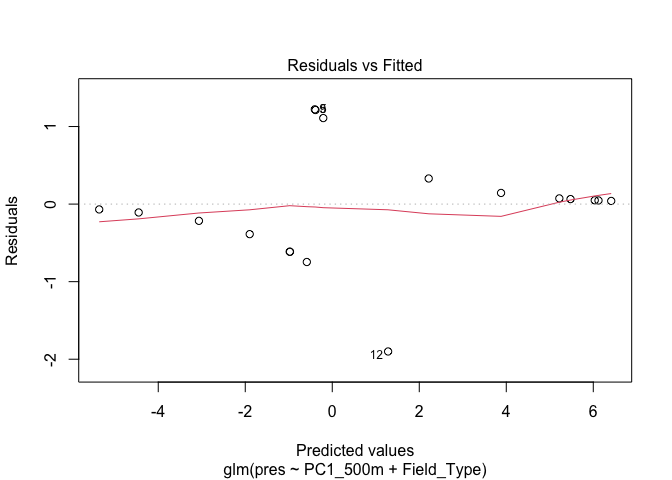 Residuals vs Fitted
Residuals
1
0
-1
-2
12
-4
-2
0
2
4
6
Predicted values
glm(pres ~ PC1_500m + Field_Type)